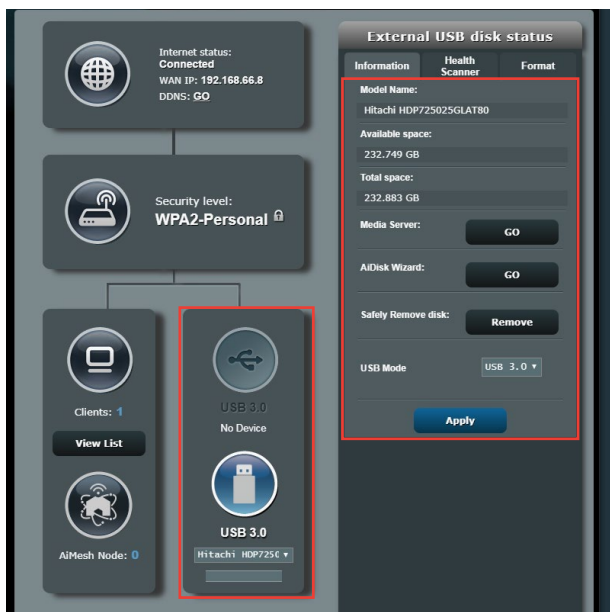 Internet status:
Connected
WAN IP: 192.168.66.8
DDNS: GO
Security level:
WPA2-Personal
Clients: 1
View List
AiMesh Node: 0
USB 3.0
No Device
USB 3.0
Hitachi HDP725C
External USB disk status
Information
Health
Scanner
Format
Model Name:
Hitachi HDP725025GLAT80
Available space:
232.749 GB
Total space:
232.883 GB
Media Server:
GO
AiDisk Wizard:
GO
Safely Remove disk:
Remove
USB Mode
USB 3.0
Apply